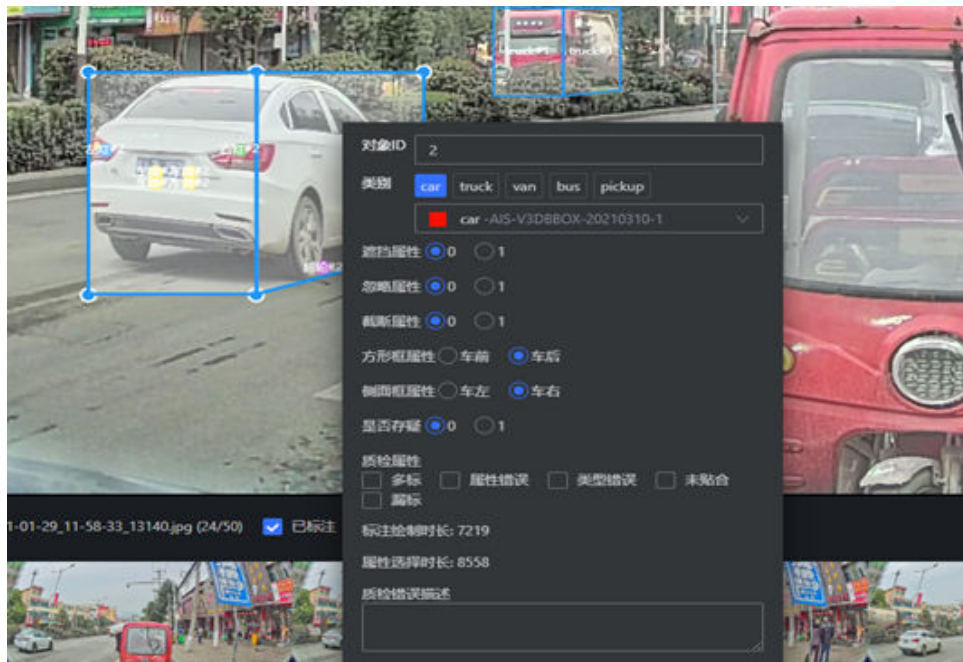 truck#1 truck#1
对象ID 2
类别 car truck van bus pickup
car -AIS-V3DBBOX-20210310-1
遮挡属性 0 1
忽略属性 0 1
截断属性 0 1
方形框属性 车前 车后
侧面框属性 车左 车右
是否存疑 0 1
质检属性
多标 属性错误 类型错误 未贴合
漏标
1-01-29_11-58-33_13140.jpg (24/50) 已标注
标注绘制时长: 7219
属性选择时长: 8558
质检错误描述